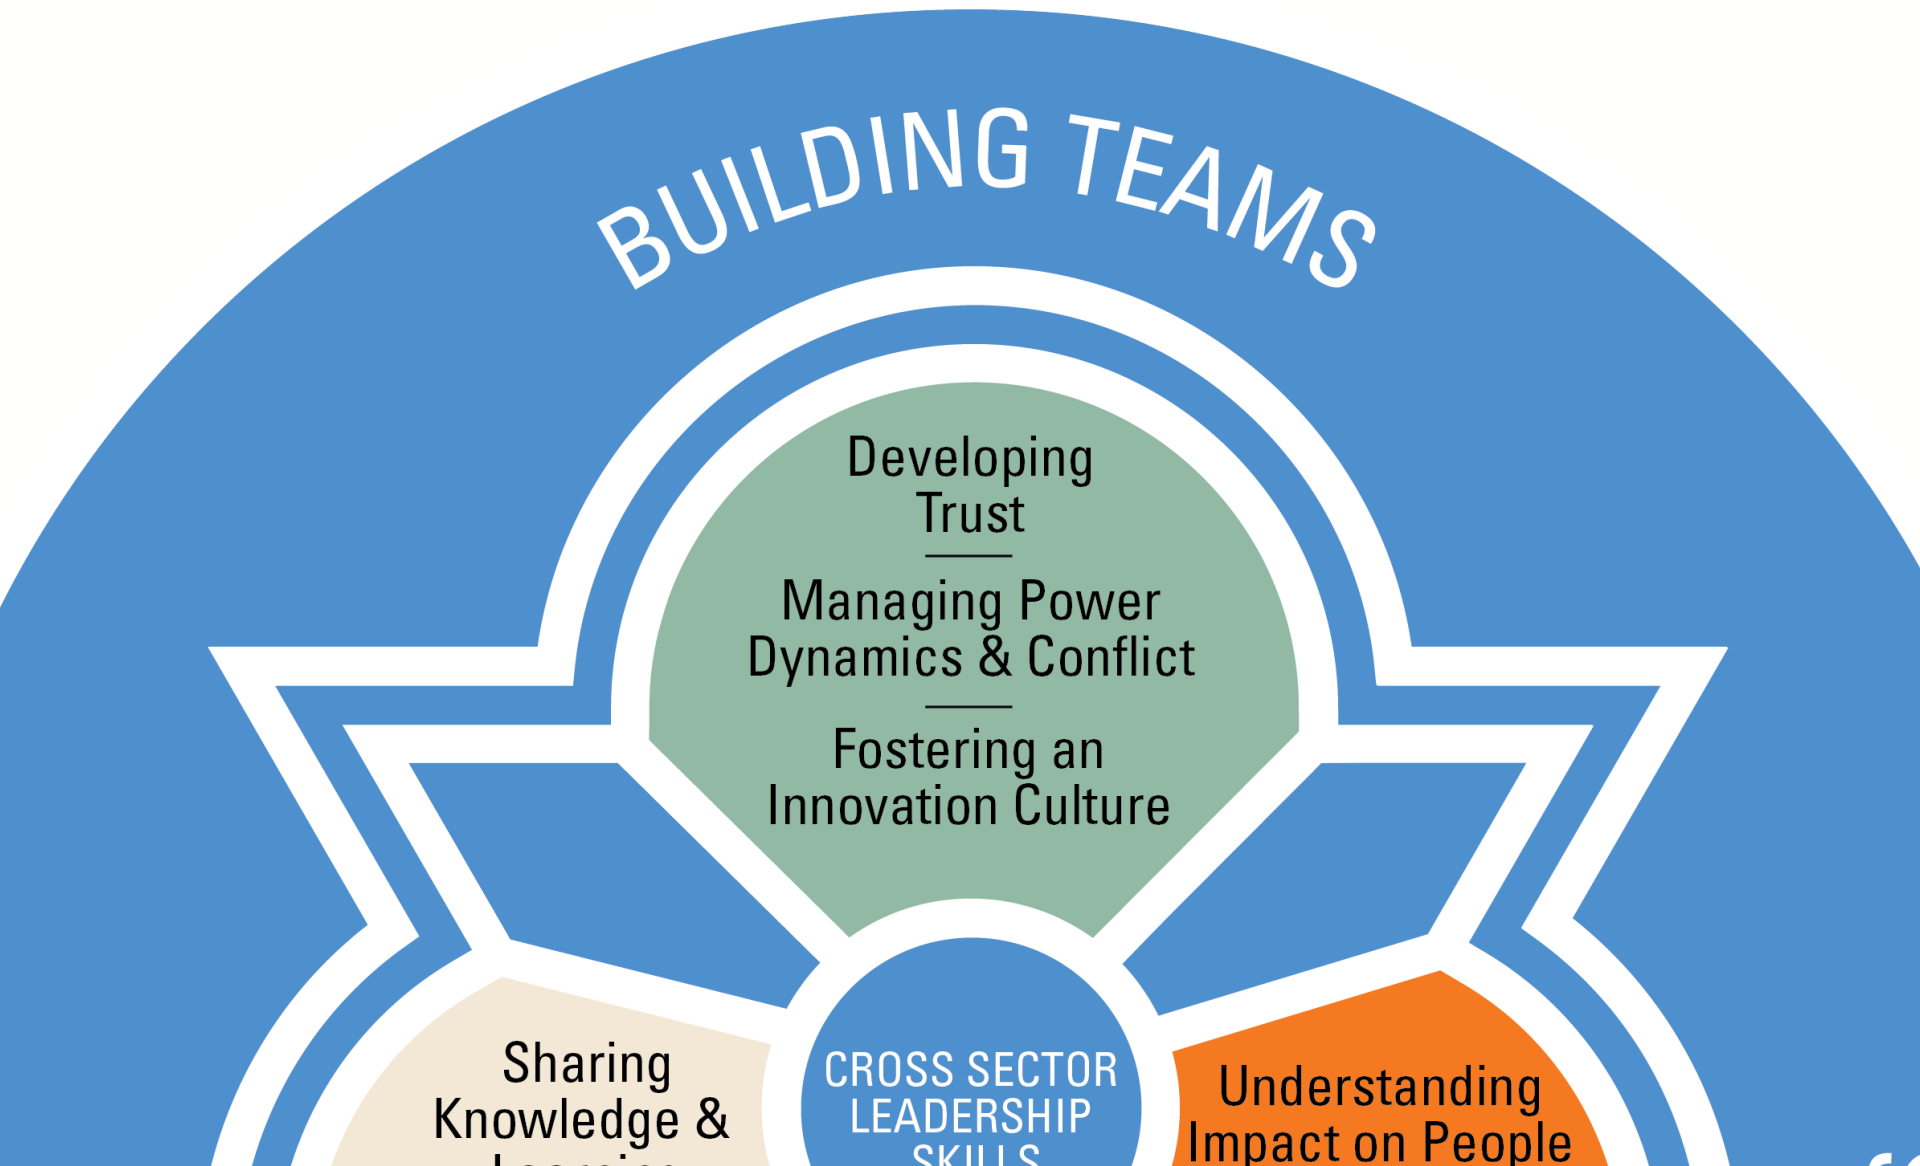 BUILDING TEAMS
Developing
Trust
Managing Power
Dynamics & Conflict
Fostering an
Innovation Culture
Sharing
Knowledge &
CROSS SECTOR
LEADERSHIP
SKILLS
Understanding
Impact on People